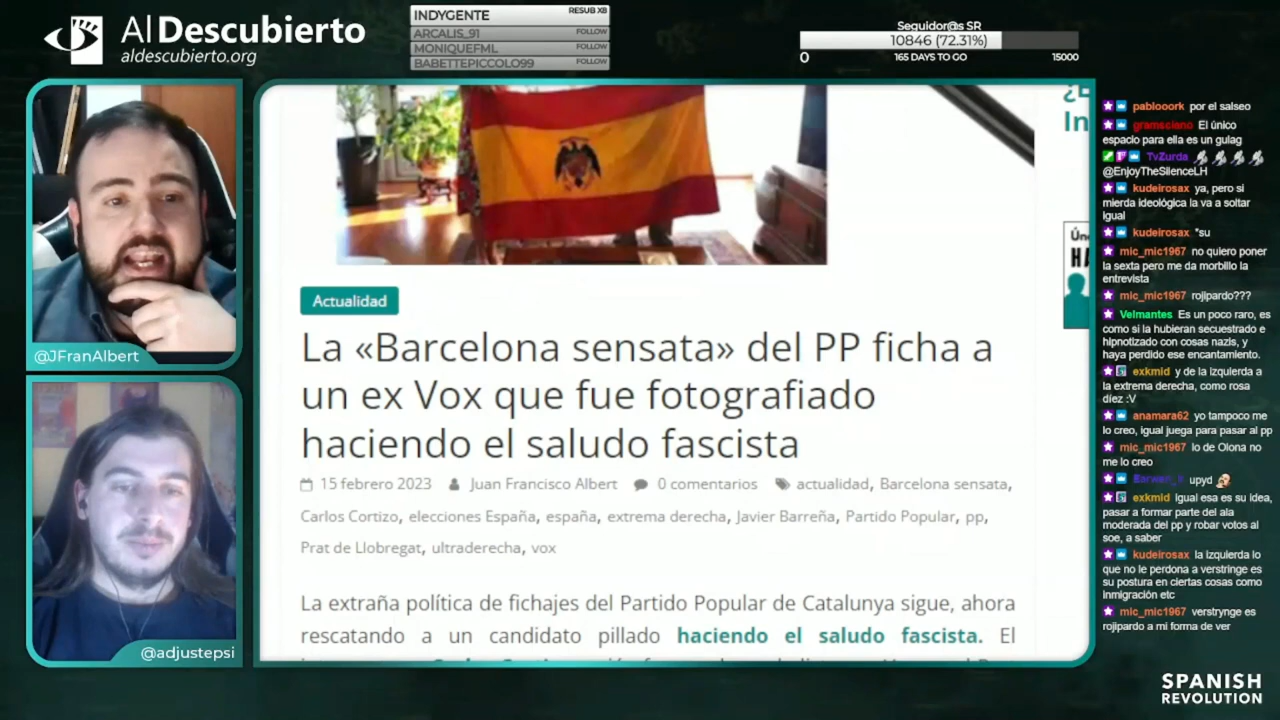 Al Descubierto
aldescubierto.org
INDYGENTE RESUB X8
ARCALIS_91 FOLLOW
MONIQUEFML FOLLOW
BABETTEPICCOLO99 FOLLOW
Seguidor@s SR
10846 (72.31%)
0 165 DAYS TO GO 15000
@JFranAlbert
@adjustepsi
Actualidad
La «Barcelona sensata» del PP ficha a
un ex Vox que fue fotografiado
haciendo el saludo fascista
15 febrero 2023 Juan Francisco Albert 0 comentarios actualidad, Barcelona sensata,
Carlos Cortizo, elecciones España, españa, extrema derecha, Javier Barreña, Partido Popular, pp,
Prat de Llobregat, ultraderecha, vox
La extraña política de fichajes del Partido Popular de Catalunya sigue, ahora
rescatando a un candidato pillado haciendo el saludo fascista. El
In
pablooork por el salseo
gramsciano El único
espacio para ella es un gulag
TvZurda
@EnjoyTheSilenceLH
kudeirosax ya, pero si
mierda ideológica la va a soltar
igual
kudeirosax *su
mic_mic1967 no quiero poner
la sexta pero me da morbillo la
entrevista
mic_mic1967 rojipardo???
Velmantes Es un poco raro, es
como si la hubieran secuestrado e
hipnotizado con cosas nazis, y
haya perdido ese encantamiento.
exkmid y de la izquierda a
la extrema derecha, como rosa
díez :V
anamara62 yo tampoco me
lo creo, igual juega para pasar al pp
mic_mic1967 lo de Olona no
me lo creo
upyd
exkmid Igual esa es su idea,
pasar a formar parte del ala
moderada del pp y robar votos al
soe, a saber
kudeirosax la izquierda lo
que no le perdona a verstringe es
su postura en ciertas cosas como
inmigración etc
mic_mic1967 verstrynge es
rojipardo a mi forma de ver
SPANISH
REVOLUTION